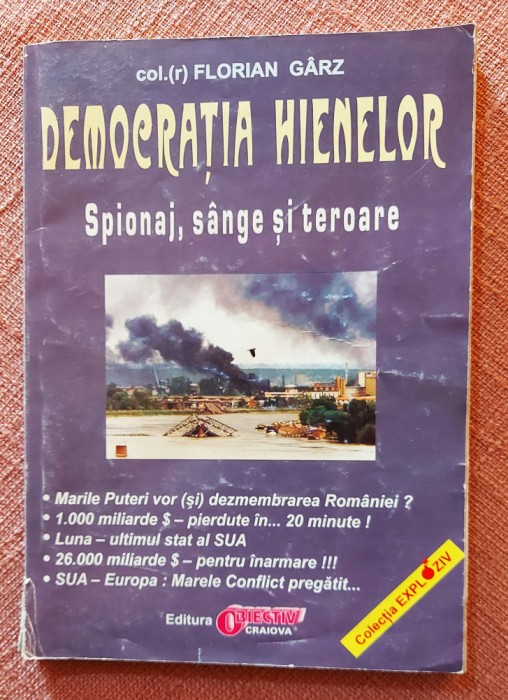 col.(r) FLORIAN GÂRZ
DEMOCRAȚIA HIENELOR
Spionaj, sânge și teroare
• Marile Puteri vor (și) dezmembrarea României ?
• 1.000 miliarde $ – pierdute în... 20 minute !
• Luna – ultimul stat al SUA
• 26.000 miliarde $ – pentru înarmare !!!
• SUA – Europa : Marele Conflict pregătit...
Colecția EXPLOZIV
Editura OBIECTIV
CRAIOVA